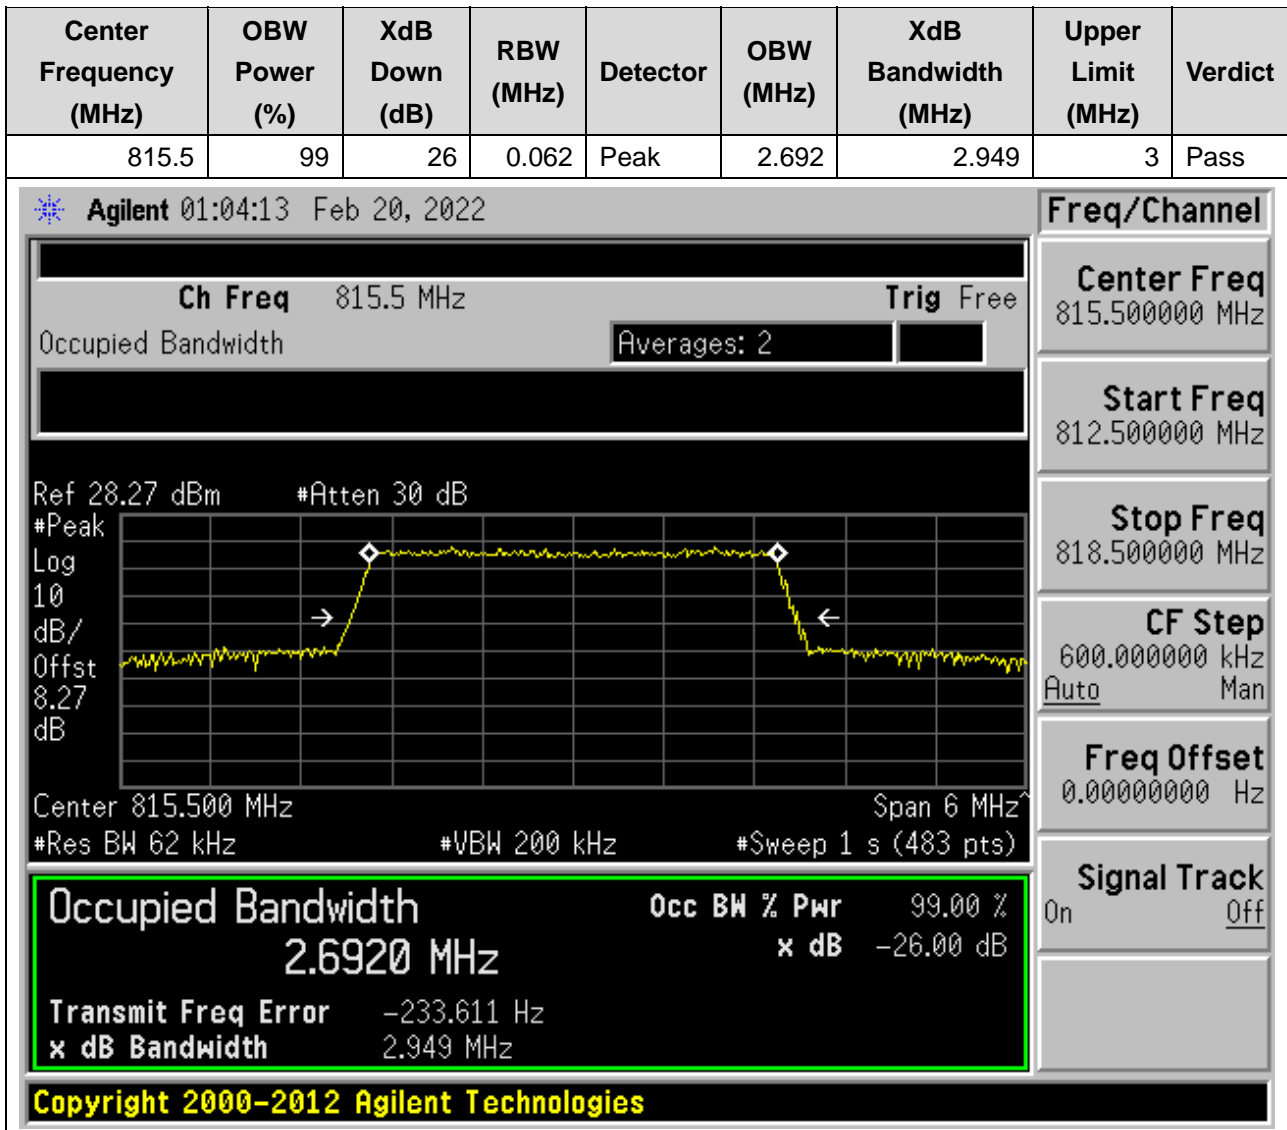 Center Frequency (MHz) OBW Power (%) XdB Down (dB) RBW (MHz) Detector OBW (MHz) XdB Bandwidth (MHz) Upper Limit (MHz) Verdict
815.5 99 26 0.062 Peak 2.692 2.949 3 Pass
Agilent 01:04:13 Feb 20, 2022
Freq/Channel
Ch Freq 815.5 MHz Trig Free
Occupied Bandwidth Averages: 2
Center Freq
815.500000 MHz
Start Freq
812.500000 MHz
Stop Freq
818.500000 MHz
CF Step
600.000000 kHz
Auto Man
Freq Offset
0.00000000 Hz
Signal Track
On Off
Ref 28.27 dBm #Atten 30 dB
#Peak
Log
10
dB/
Offst
8.27
dB
Center 815.500 MHz Span 6 MHz^
#Res BW 62 kHz #VBW 200 kHz #Sweep 1 s (483 pts)
Occupied Bandwidth Occ BW % Pwr 99.00 %
2.6920 MHz x dB -26.00 dB
Transmit Freq Error -233.611 Hz
x dB Bandwidth 2.949 MHz
Copyright 2000-2012 Agilent Technologies